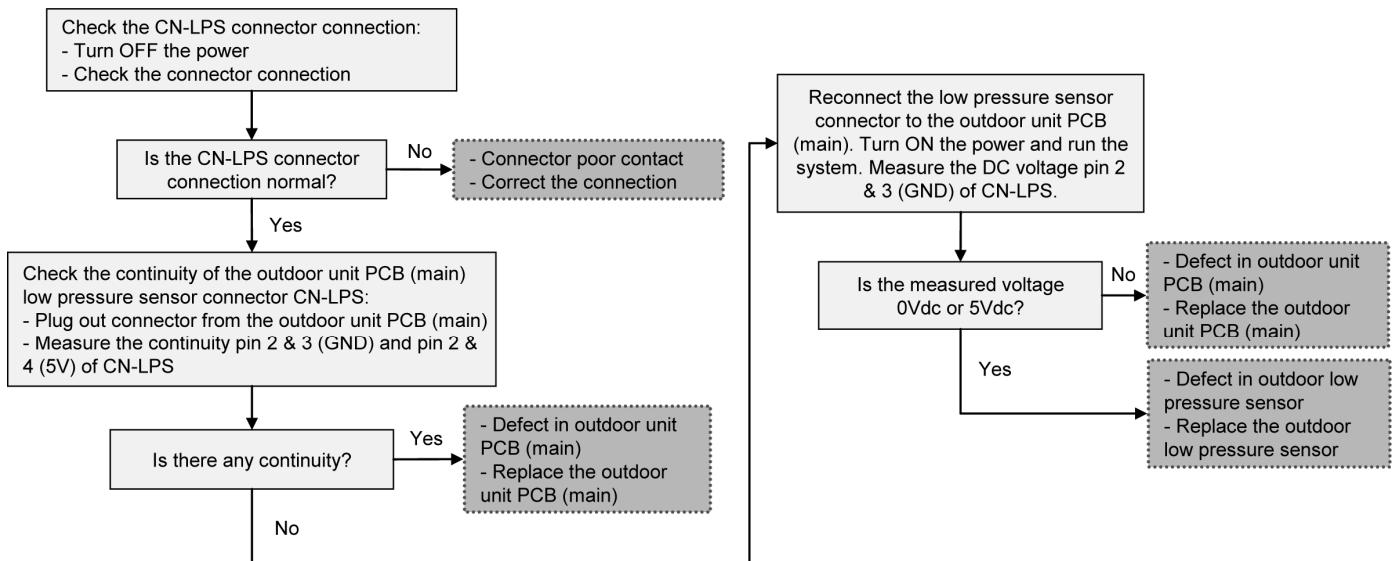 Check the CN-LPS connector connection:
- Turn OFF the power
- Check the connector connection
Is the CN-LPS connector
connection normal?
No
- Connector poor contact
- Correct the connection
Yes
Check the continuity of the outdoor unit PCB (main)
low pressure sensor connector CN-LPS:
- Plug out connector from the outdoor unit PCB (main)
- Measure the continuity pin 2 & 3 (GND) and pin 2 &
4 (5V) of CN-LPS
Is there any continuity?
Yes
- Defect in outdoor unit
PCB (main)
- Replace the outdoor
unit PCB (main)
No
Reconnect the low pressure sensor
connector to the outdoor unit PCB
(main). Turn ON the power and run the
system. Measure the DC voltage pin 2
& 3 (GND) of CN-LPS.
Is the measured voltage
0Vdc or 5Vdc?
No
- Defect in outdoor unit
PCB (main)
- Replace the outdoor
unit PCB (main)
Yes
- Defect in outdoor low
pressure sensor
- Replace the outdoor
low pressure sensor